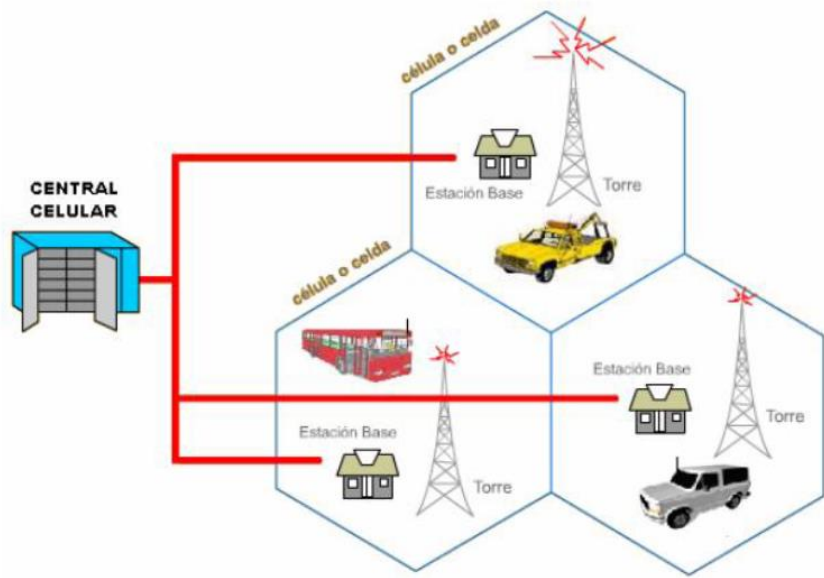 célula o celda
Estación Base
Torre
CENTRAL
CELULAR
célula o celda
Estación Base
Torre
Estación Base
Torre